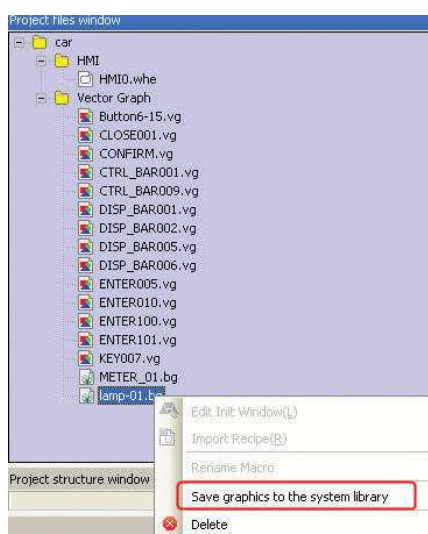 Project files window
car
HMI
HMI0.whe
Vector Graph
Button6-15.vg
CLOSE001.vg
CONFIRM.vg
CTRL_BAR001.vg
CTRL_BAR009.vg
DISP_BAR001.vg
DISP_BAR002.vg
DISP_BAR005.vg
DISP_BAR006.vg
ENTER005.vg
ENTER010.vg
ENTER100.vg
ENTER101.vg
KEY007.vg
METER_01.bg
lamp-01.bg
Edit Init Window(L)
Import Recipe(R)
Rename Macro
Project structure window
Save graphics to the system library
Delete